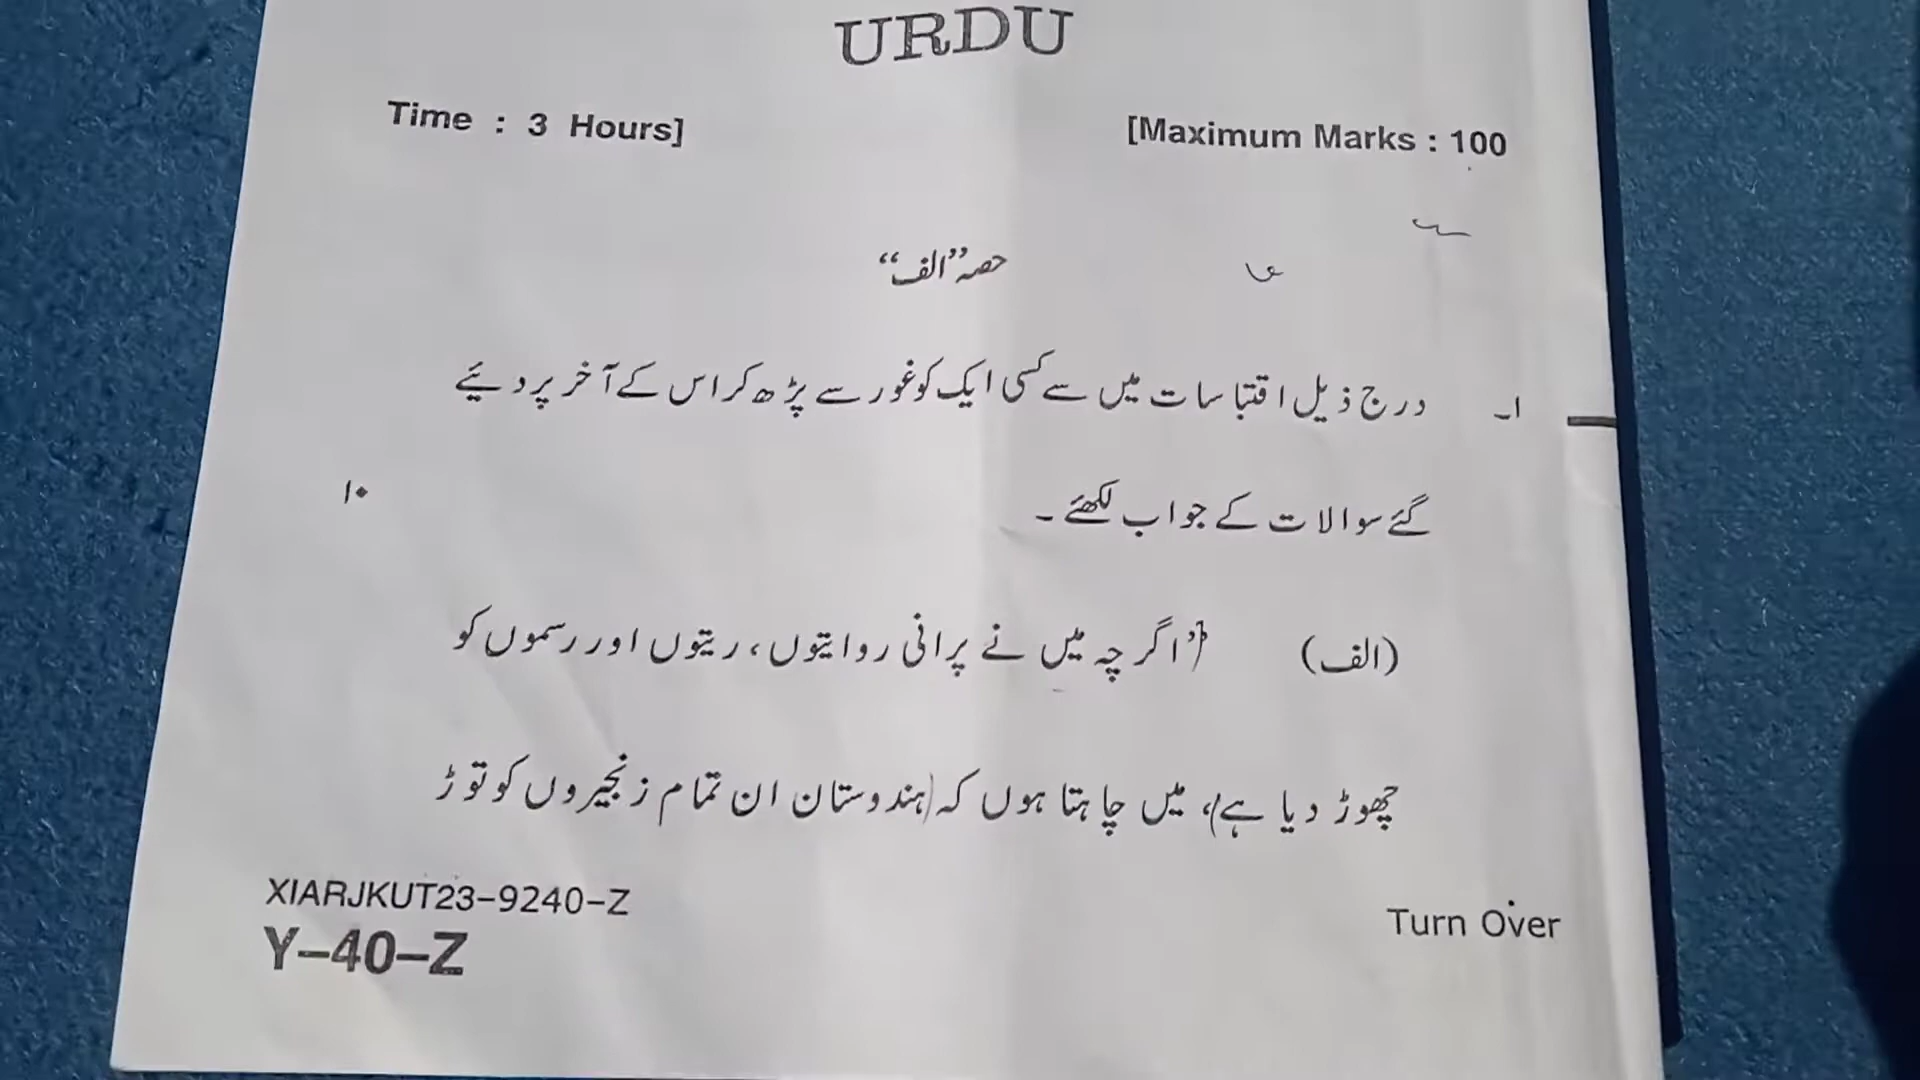 URDU
Time : 3 Hours]
[Maximum Marks : 100
حصہ ”الف“
۱۔ درج ذیل اقتباسات میں سے کسی ایک کو غور سے پڑھ کر اس کے آخر پر دیئے
گئے سوالات کے جواب لکھئے ۔ ۱۰
(الف) ”اگر چہ میں نے پرانی روایتوں، ریتوں اور رسموں کو
چھوڑ دیا ہے، میں چاہتا ہوں کہ ہندوستان ان تمام زنجیروں کو توڑ
XIARJKUT23-9240-Z
Y-40-Z
Turn Over